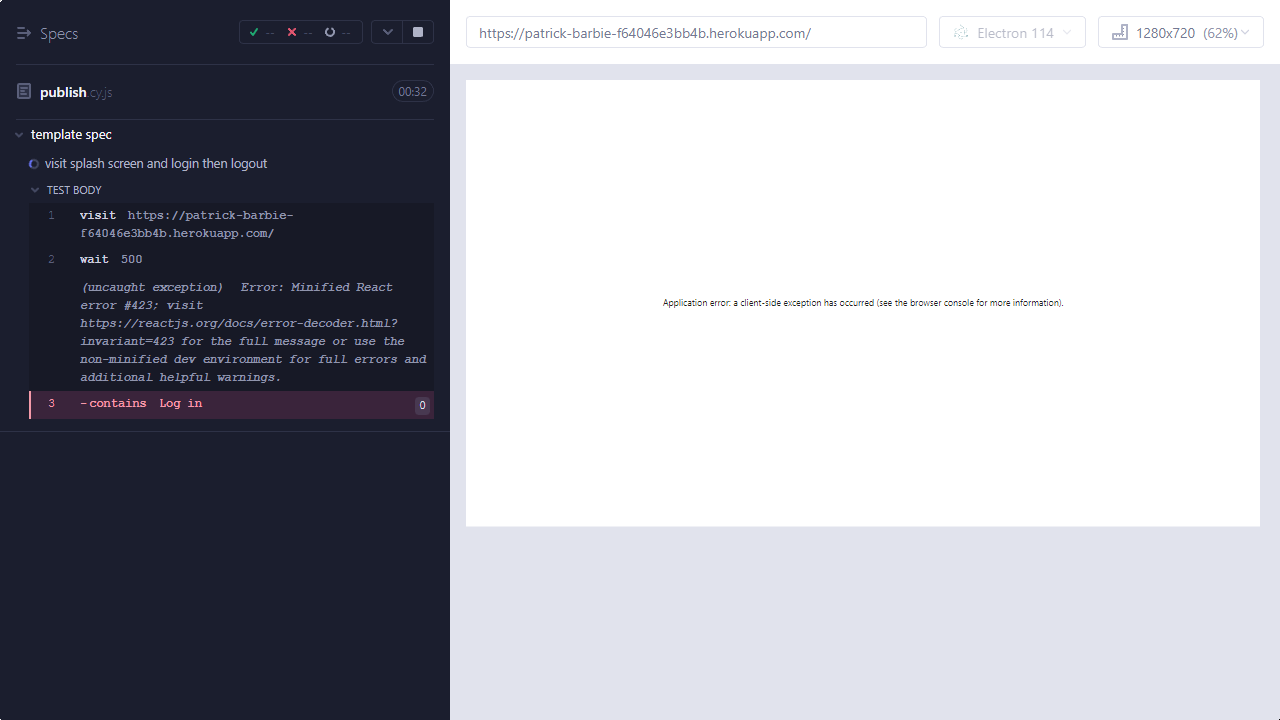 Specs
-- -- --
publish.cy.js
00:32
template spec
visit splash screen and login then logout
TEST BODY
1 visit https://patrick-barbie-
f64046e3bb4b.herokuapp.com/
2 wait 500
(uncaught exception) Error: Minified React
error #423; visit
https://reactjs.org/docs/error-decoder.html?
invariant=423 for the full message or use the
non-minified dev environment for full errors and
additional helpful warnings.
3 -contains Log in 0
https://patrick-barbie-f64046e3bb4b.herokuapp.com/
Electron 114
1280x720 (62%)
Application error: a client-side exception has occurred (see the browser console for more information).